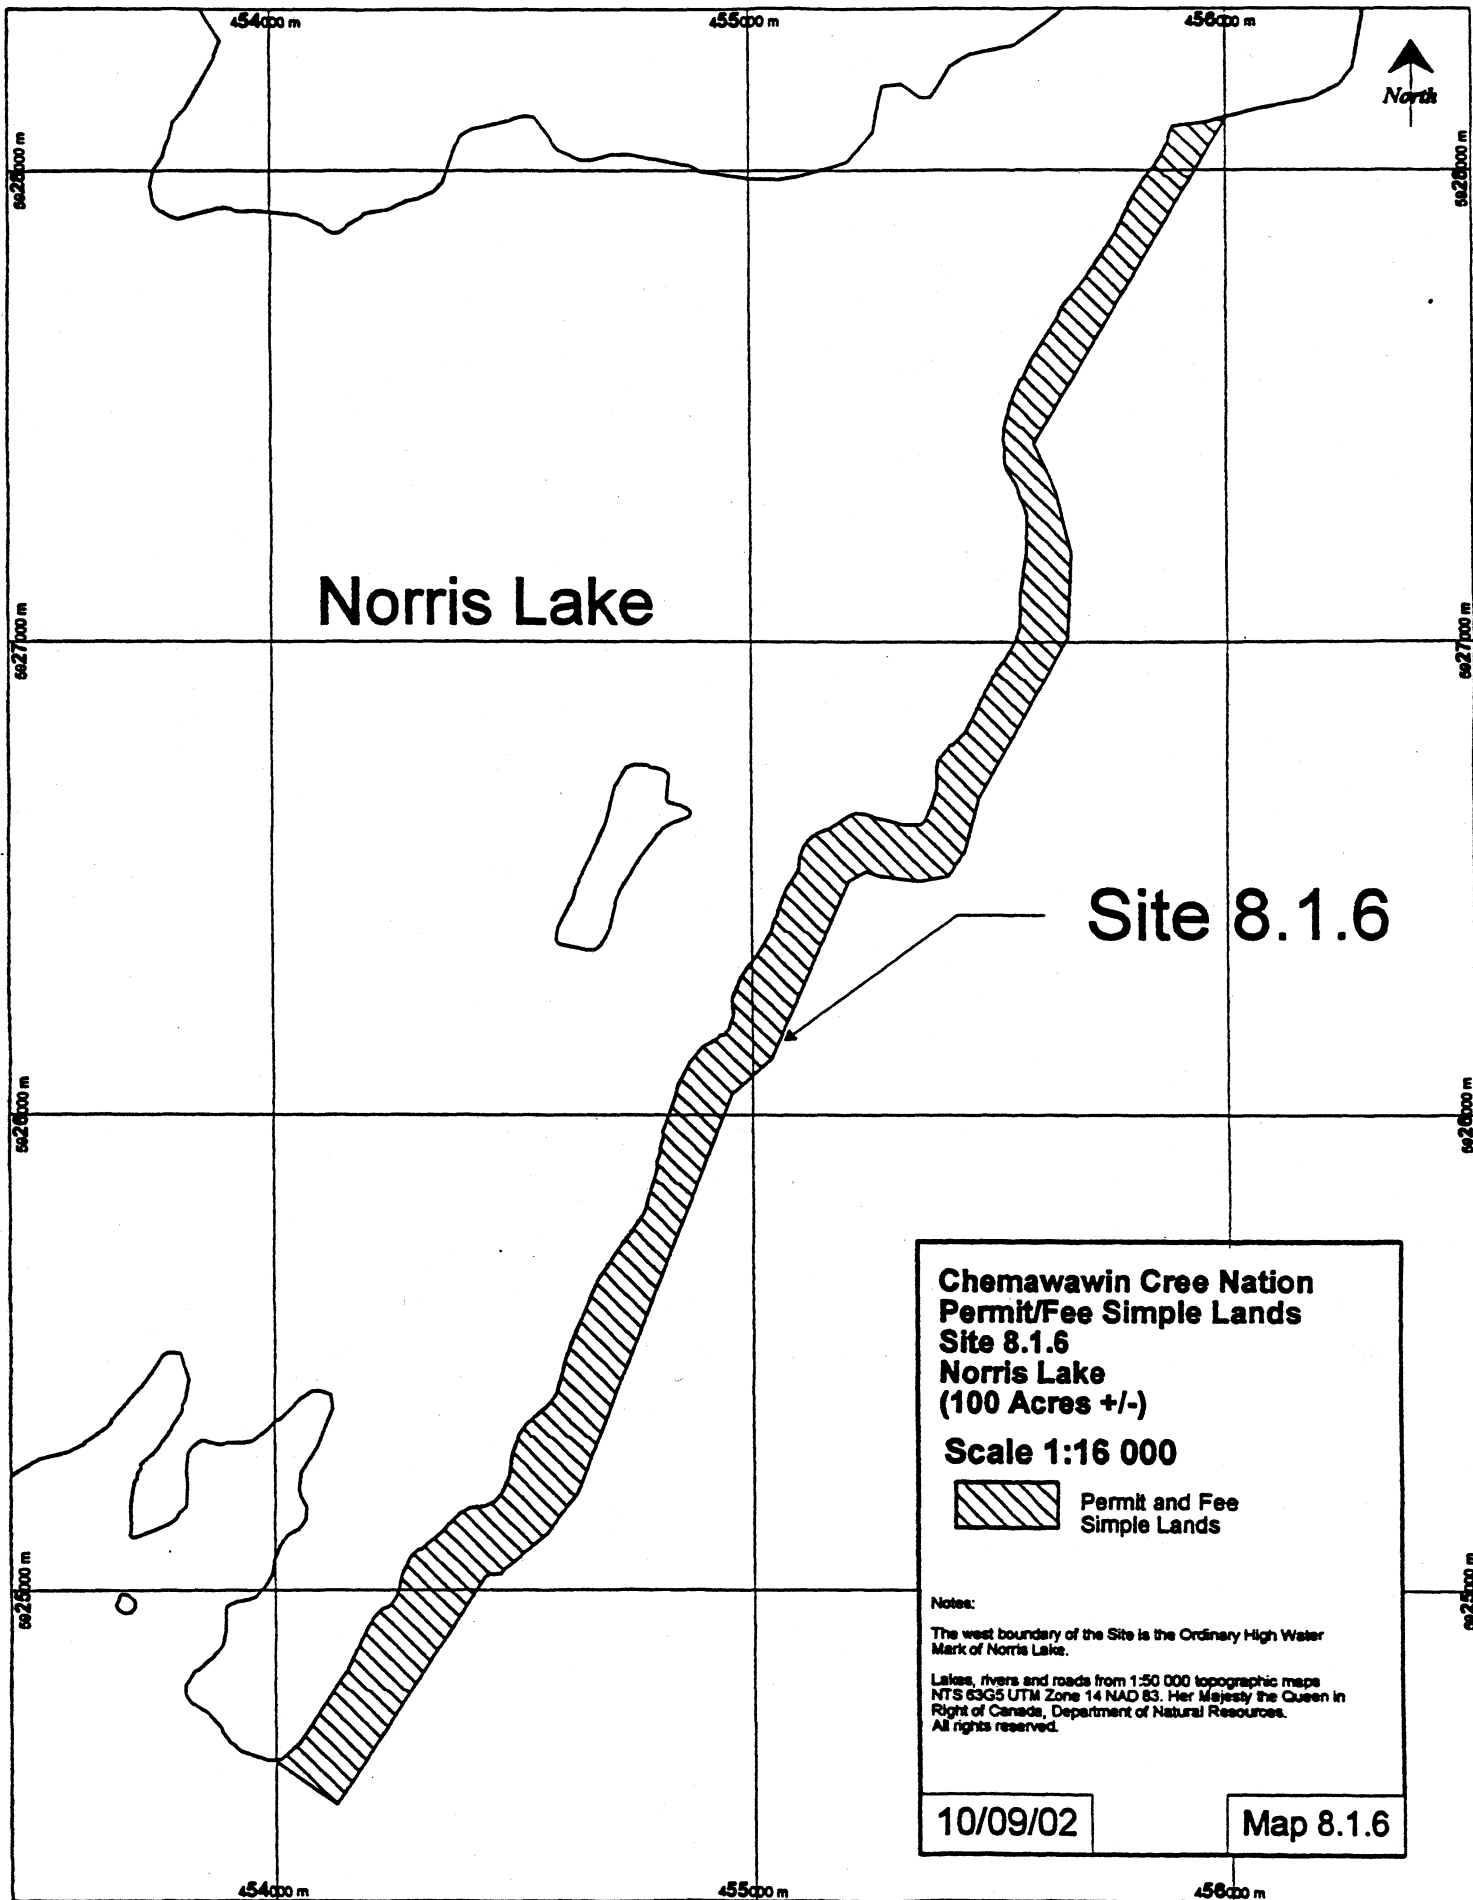 454000 m
455000 m
456000 m
North
5928000 m
5928000 m
Norris Lake
5927000 m
5927000 m
Site 8.1.6
5926000 m
5926000 m
Chemawawin Cree Nation
Permit/Fee Simple Lands
Site 8.1.6
Norris Lake
(100 Acres +/-)
Scale 1:16 000
Permit and Fee
Simple Lands
5925000 m
5925000 m
Notes:
The west boundary of the Site is the Ordinary High Water
Mark of Norris Lake.
Lakes, rivers and roads from 1:50 000 topographic maps
NTS 63G5 UTM Zone 14 NAD 83. Her Majesty the Queen in
Right of Canada, Department of Natural Resources.
All rights reserved.
10/09/02
Map 8.1.6
454000 m
455000 m
456000 m